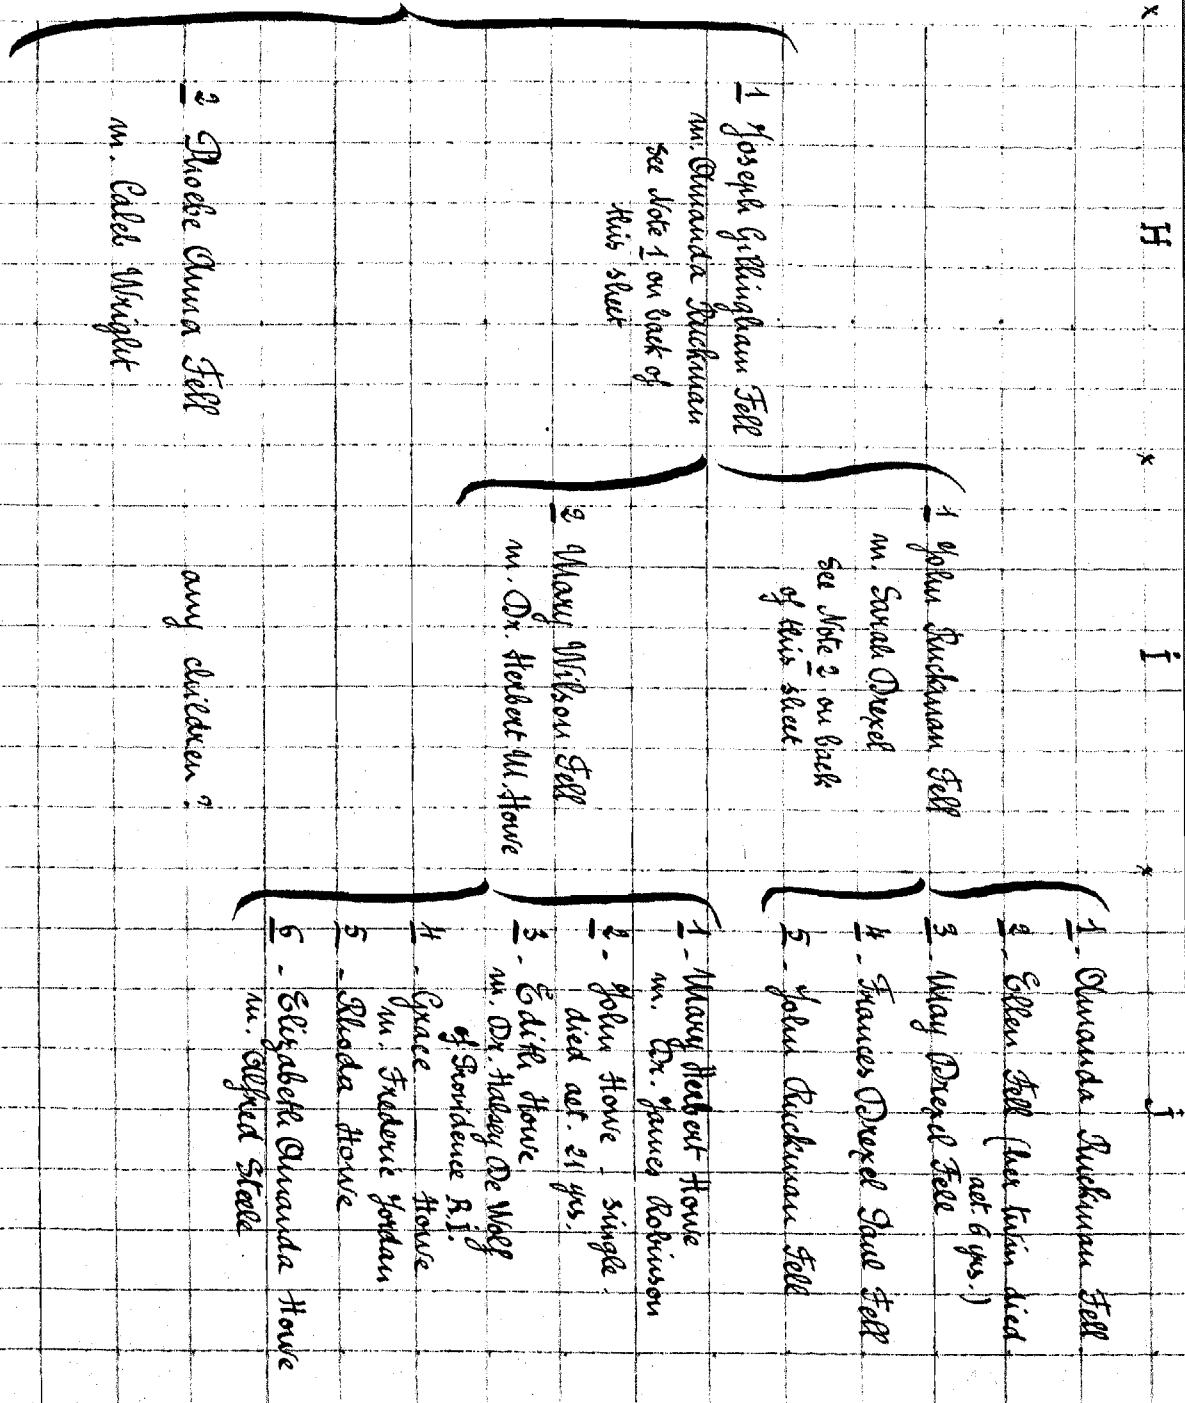 x H x I x J
1 Joseph Gillingham Fell
m. Amanda Ruckman
see Note 1 on back of
this sheet
2 Phoebe Anna Fell
m. Caleb Wright
1 John Ruckman Fell
m. Sarah Drexel
see Note 2 on back
of this sheet
2 Mary Wilson Fell
m. Dr. Herbert M. Howe
any children?
1 - Amanda Ruckman Fell
2 - Ellen Fell (her twin died
aet 6 yrs.)
3 - May Drexel Fell
4 - Frances Drexel Paul Fell
5 - John Ruckman Fell
1 - Mary Herbert Howe
m. Dr. James Robinson
2 - John Howe - single.
died aet. 21 yrs.
3 - Edith Howe
m. Dr. Halsey De Wolf
of Providence R.I.
4 - Grace Howe
m. Frederic Jordan
5 - Rhoda Howe
6 - Elizabeth Amanda Howe
m. Alfred Steele